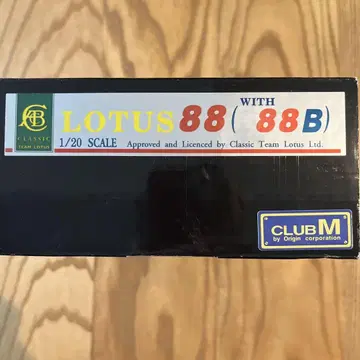 CLASSIC
TEAM LOTUS
LOTUS 88 ( WITH 88B )
1/20 SCALE Approved and Licenced by Classic Team Lotus Ltd.
CLUB M
by Origin corporation